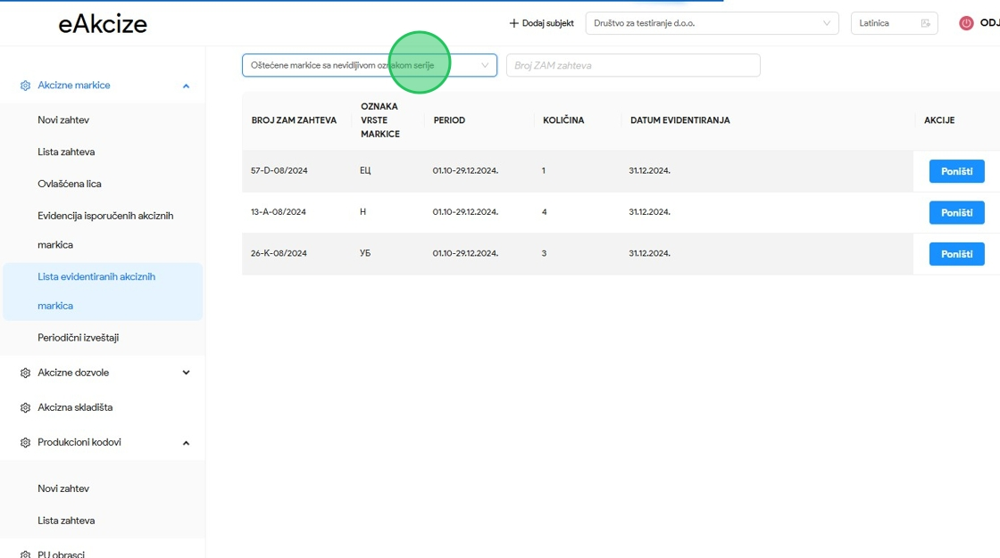 eAkcize
+ Dodaj subjekt
Društvo za testiranje d.o.o.
Latinica
ODJ
Oštećene markice sa nevidljivom oznakom serije
Broj ZAM zahteva
Akcizne markice
Novi zahtev
Lista zahteva
Ovlašćena lica
Evidencija isporučenih akciznih
markica
Lista evidentiranih akciznih
markica
Periodični izveštaji
Akcizne dozvole
Akcizna skladišta
Produkcioni kodovi
Novi zahtev
Lista zahteva
PU obrasci
BROJ ZAM ZAHTEVA
OZNAKA
VRSTE
MARKICE
PERIOD
KOLIČINA
DATUM EVIDENTIRANJA
AKCIJE
57-D-08/2024 ЕЦ 01.10-29.12.2024. 1 31.12.2024. Poništi
13-A-08/2024 Н 01.10-29.12.2024. 4 31.12.2024. Poništi
26-K-08/2024 УБ 01.10-29.12.2024. 3 31.12.2024. Poništi